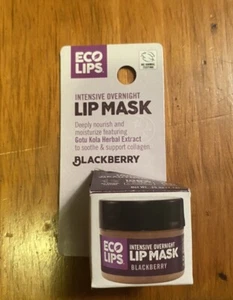 ECO
LIPS
INTENSIVE OVERNIGHT
LIP MASK
Deeply nourish and
moisturize featuring
Gotu Kola Herbal Extract
to soothe & support collagen.
BLACKBERRY
ECO
LIPS
INTENSIVE OVERNIGHT
LIP MASK
BLACKBERRY